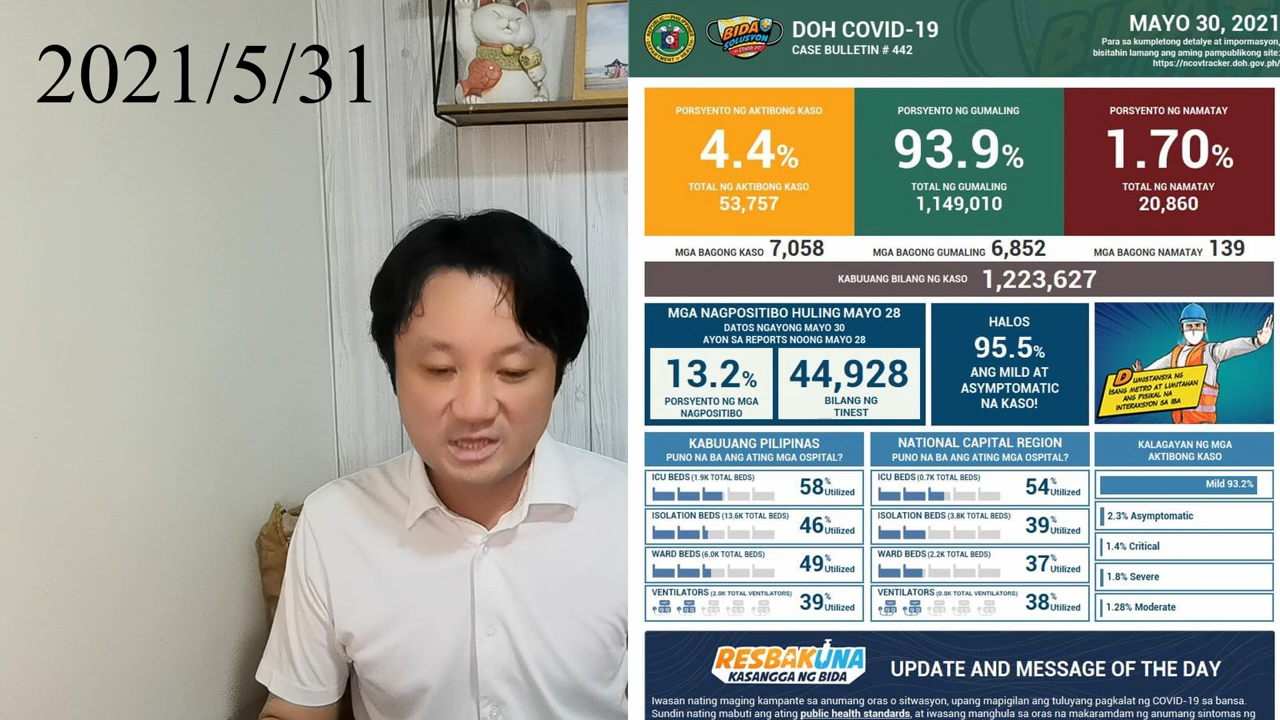 2021/5/31
BIDA
SOLUSYON
DOH COVID-19
CASE BULLETIN # 442
MAYO 30, 2021
Para sa kumpletong detalye at impormasyon,
bisitahin lamang ang aming pampublikong site:
https://ncovtracker.doh.gov.ph/
PORSYENTO NG AKTIBONG KASO
4.4%
TOTAL NG AKTIBONG KASO
53,757
PORSYENTO NG GUMALING
93.9%
TOTAL NG GUMALING
1,149,010
PORSYENTO NG NAMATAY
1.70%
TOTAL NG NAMATAY
20,860
MGA BAGONG KASO 7,058
MGA BAGONG GUMALING 6,852
MGA BAGONG NAMATAY 139
KABUUANG BILANG NG KASO 1,223,627
MGA NAGPOSITIBO HULING MAYO 28
DATOS NGAYONG MAYO 30
AYON SA REPORTS NOONG MAYO 28
13.2%
PORSYENTO NG MGA
NAGPOSITIBO
44,928
BILANG NG
TINEST
HALOS
95.5%
ANG MILD AT
ASYMPTOMATIC
NA KASO!
DUMISTANSYA NG
ISANG METRO AT LIMITAHAN
ANG PISIKAL NA
INTERAKSYON SA IBA
KABUUANG PILIPINAS
PUNO NA BA ANG ATING MGA OSPITAL?
ICU BEDS (1.9K TOTAL BEDS)
58% Utilized
ISOLATION BEDS (13.6K TOTAL BEDS)
46% Utilized
WARD BEDS (6.0K TOTAL BEDS)
49% Utilized
VENTILATORS (2.0K TOTAL VENTILATORS)
39% Utilized
NATIONAL CAPITAL REGION
PUNO NA BA ANG ATING MGA OSPITAL?
ICU BEDS (0.7K TOTAL BEDS)
54% Utilized
ISOLATION BEDS (3.8K TOTAL BEDS)
39% Utilized
WARD BEDS (2.2K TOTAL BEDS)
37% Utilized
VENTILATORS (0.8K TOTAL VENTILATORS)
38% Utilized
KALAGAYAN NG MGA
AKTIBONG KASO
Mild 93.2%
2.3% Asymptomatic
1.4% Critical
1.8% Severe
1.28% Moderate
RESBAKUNA
KASANGGA NG BIDA
UPDATE AND MESSAGE OF THE DAY
Iwasan nating maging kampante sa anumang oras o sitwasyon, upang mapigilan ang tuluyang pagkalat ng COVID-19 sa bansa.
Sundin nating mabuti ang ating public health standards, at iwasang manghula sa oras na makaramdam ng anumang sintomas ng